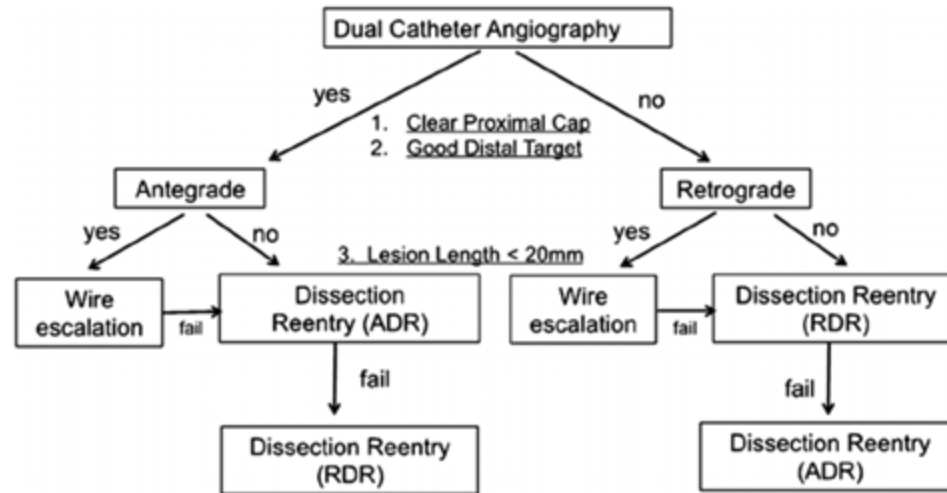 Dual Catheter Angiography
yes
no
1. Clear Proximal Cap
2. Good Distal Target
Antegrade
Retrograde
yes
no
3. Lesion Length < 20mm
yes
no
Wire
escalation
fail
Dissection
Reentry (ADR)
Wire
escalation
fail
Dissection Reentry
(RDR)
fail
fail
Dissection Reentry
(RDR)
Dissection Reentry
(ADR)